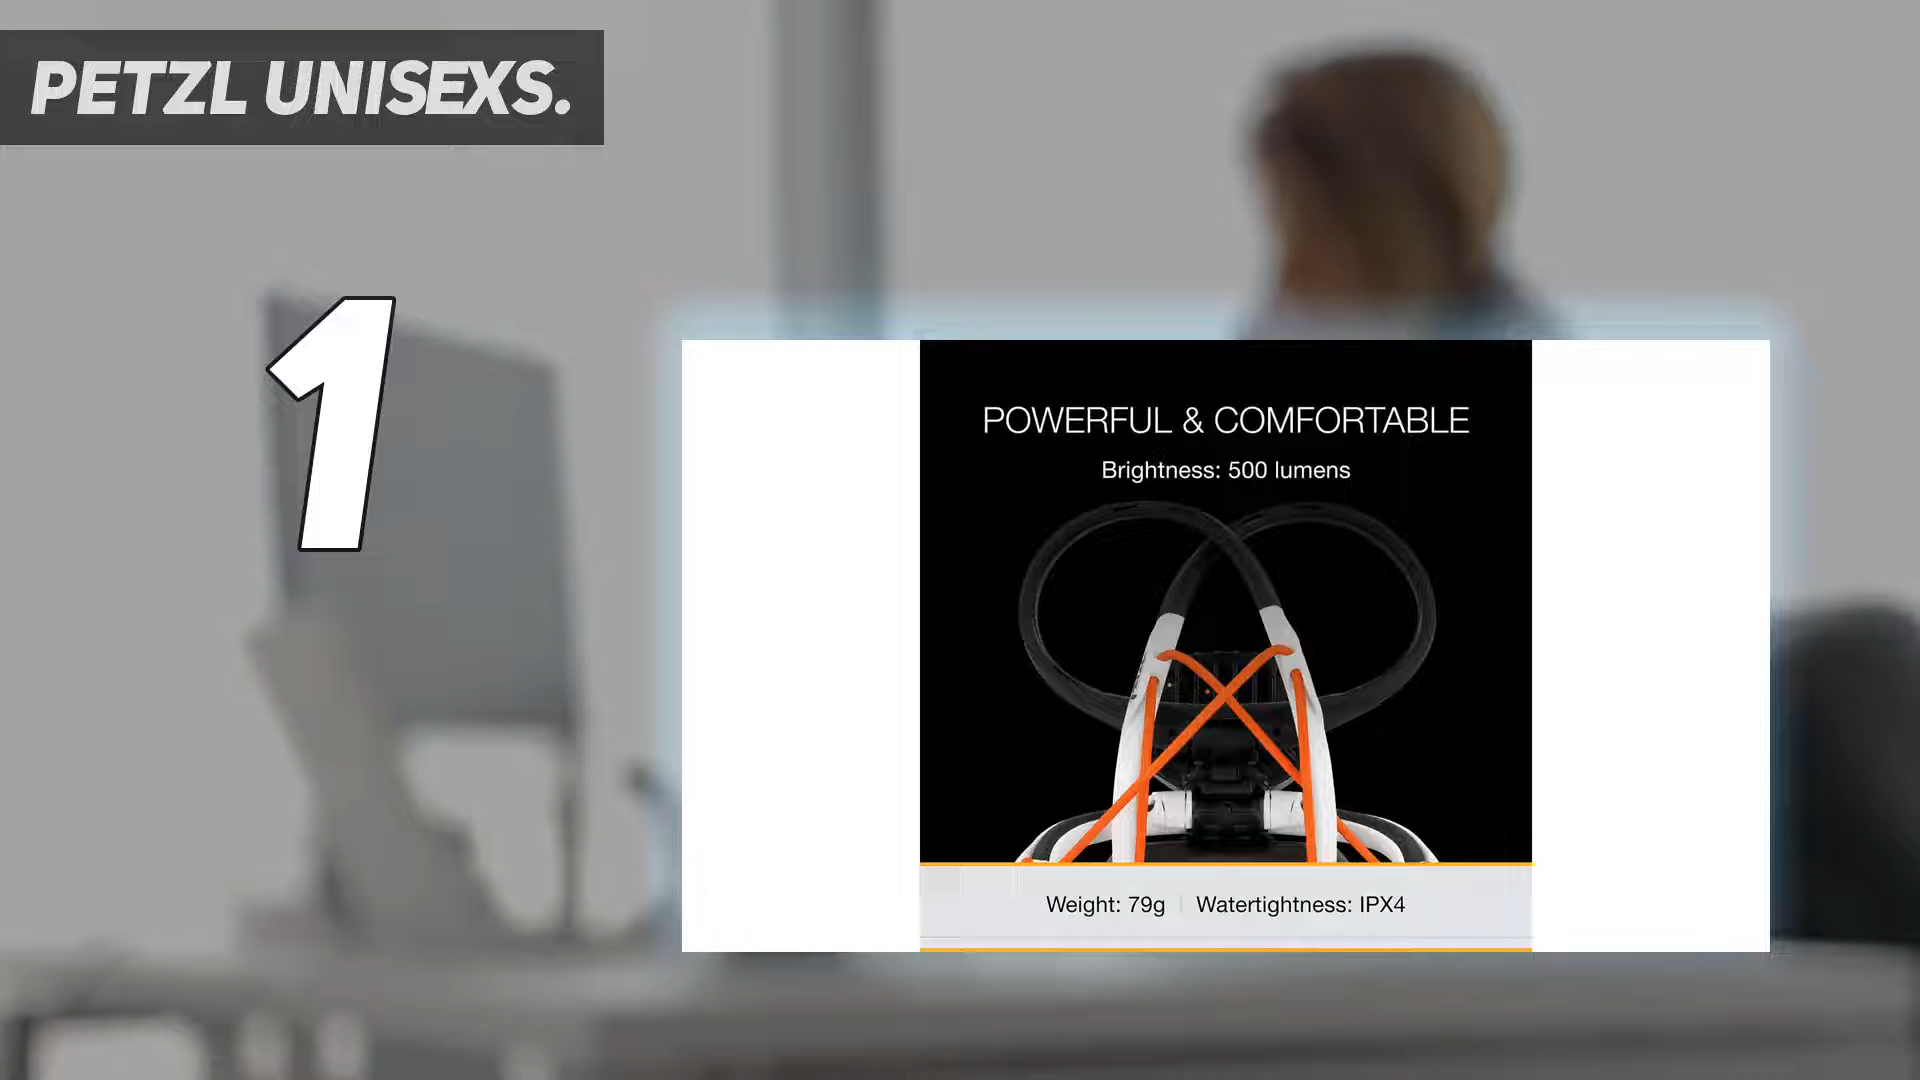 PETZL UNISEXS.
1
POWERFUL & COMFORTABLE
Brightness: 500 lumens
Weight: 79g | Watertightness: IPX4